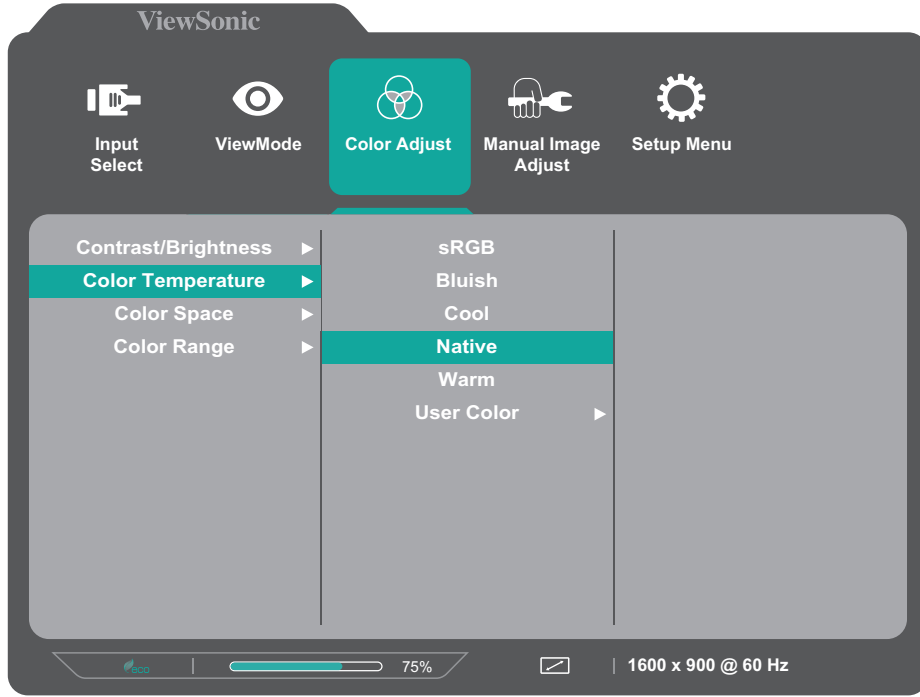 ViewSonic
Input
Select
ViewMode
Color Adjust
Manual Image
Adjust
Setup Menu
Contrast/Brightness
Color Temperature
Color Space
Color Range
sRGB
Bluish
Cool
Native
Warm
User Color
eco
75%
1600 x 900 @ 60 Hz